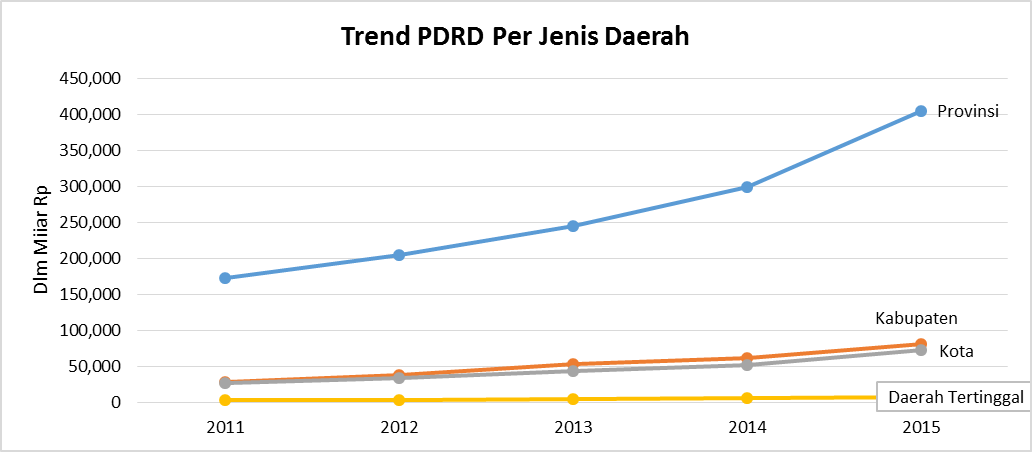 Trend PDRD Per Jenis Daerah
Dlm Miiar Rp
450,000
400,000
350,000
300,000
250,000
200,000
150,000
100,000
50,000
0
Provinsi
Kabupaten
Kota
Daerah Tertinggal
2011 2012 2013 2014 2015